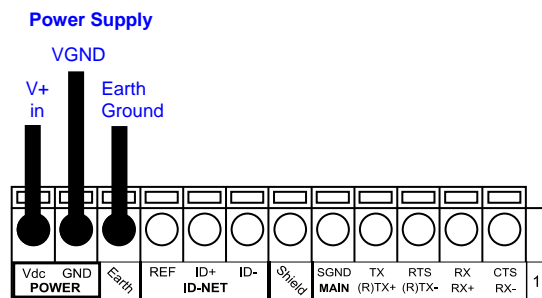 Power Supply
VGND
V+ in
Earth Ground
Vdc GND Earth REF ID+ ID- Shield SGND TX RTS RX CTS 1
POWER ID-NET MAIN (R)TX+ (R)TX- RX+ RX-